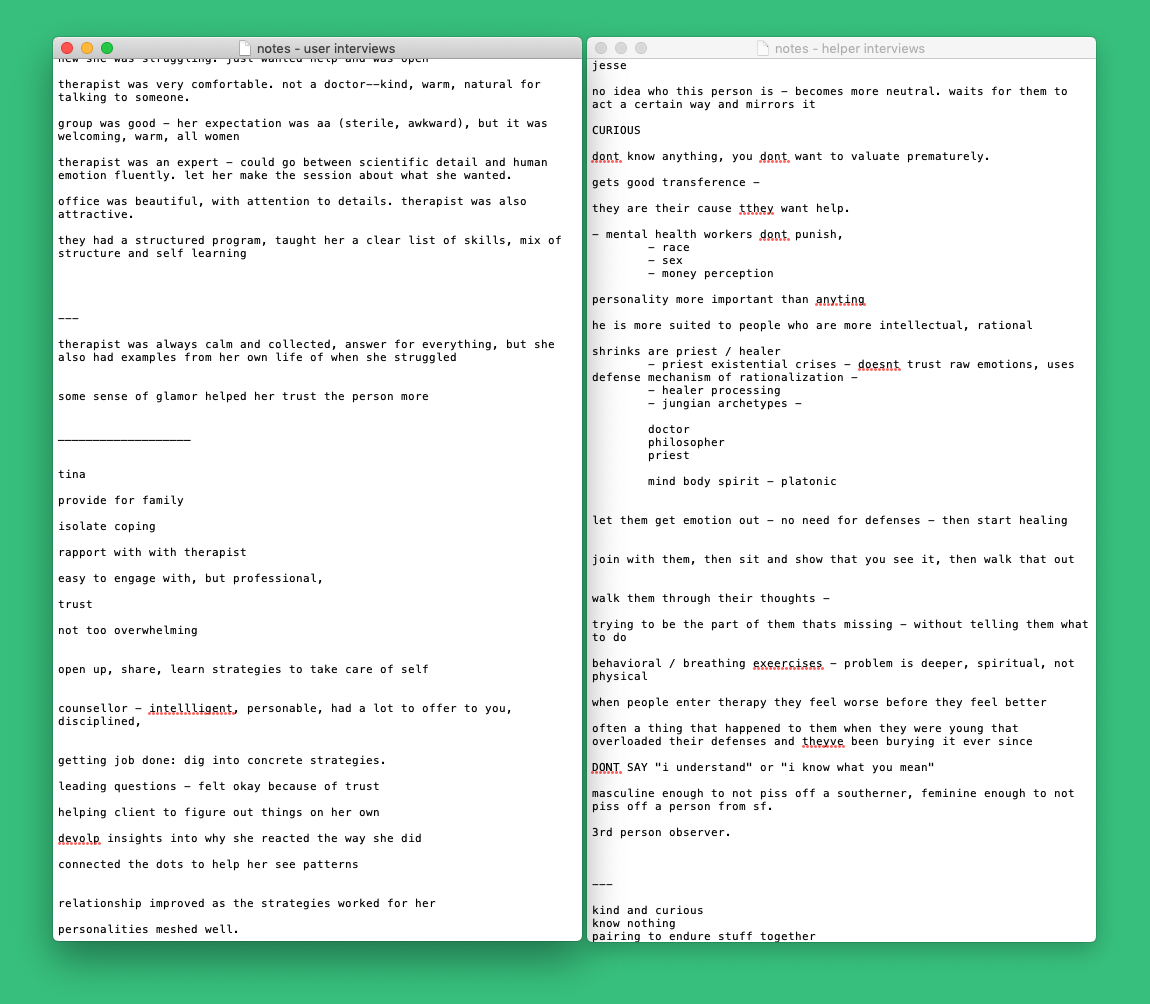 notes - user interviews
new she was struggling. just wanted help and was open
therapist was very comfortable. not a doctor--kind, warm, natural for
talking to someone.
group was good - her expectation was aa (sterile, awkward), but it was
welcoming, warm, all women
therapist was an expert - could go between scientific detail and human
emotion fluently. let her make the session about what she wanted.
office was beautiful, with attention to details. therapist was also
attractive.
they had a structured program, taught her a clear list of skills, mix of
structure and self learning
---
therapist was always calm and collected, answer for everything, but she
also had examples from her own life of when she struggled
some sense of glamor helped her trust the person more
___________________
tina
provide for family
isolate coping
rapport with with therapist
easy to engage with, but professional,
trust
not too overwhelming
open up, share, learn strategies to take care of self
counsellor - intellligent, personable, had a lot to offer to you,
disciplined,
getting job done: dig into concrete strategies.
leading questions - felt okay because of trust
helping client to figure out things on her own
devolp insights into why she reacted the way she did
connected the dots to help her see patterns
relationship improved as the strategies worked for her
personalities meshed well.
notes - helper interviews
jesse
no idea who this person is - becomes more neutral. waits for them to
act a certain way and mirrors it
CURIOUS
dont know anything, you dont want to valuate prematurely.
gets good transference -
they are their cause tthey want help.
- mental health workers dont punish,
- race
- sex
- money perception
personality more important than anyting
he is more suited to people who are more intellectual, rational
shrinks are priest / healer
- priest existential crises - doesnt trust raw emotions, uses
defense mechanism of rationalization -
- healer processing
- jungian archetypes -
doctor
philosopher
priest
mind body spirit - platonic
let them get emotion out - no need for defenses - then start healing
join with them, then sit and show that you see it, then walk that out
walk them through their thoughts -
trying to be the part of them thats missing - without telling them what
to do
behavioral / breathing exeercises - problem is deeper, spiritual, not
physical
when people enter therapy they feel worse before they feel better
often a thing that happened to them when they were young that
overloaded their defenses and theyve been burying it ever since
DONT SAY "i understand" or "i know what you mean"
masculine enough to not piss off a southerner, feminine enough to not
piss off a person from sf.
3rd person observer.
---
kind and curious
know nothing
pairing to endure stuff together